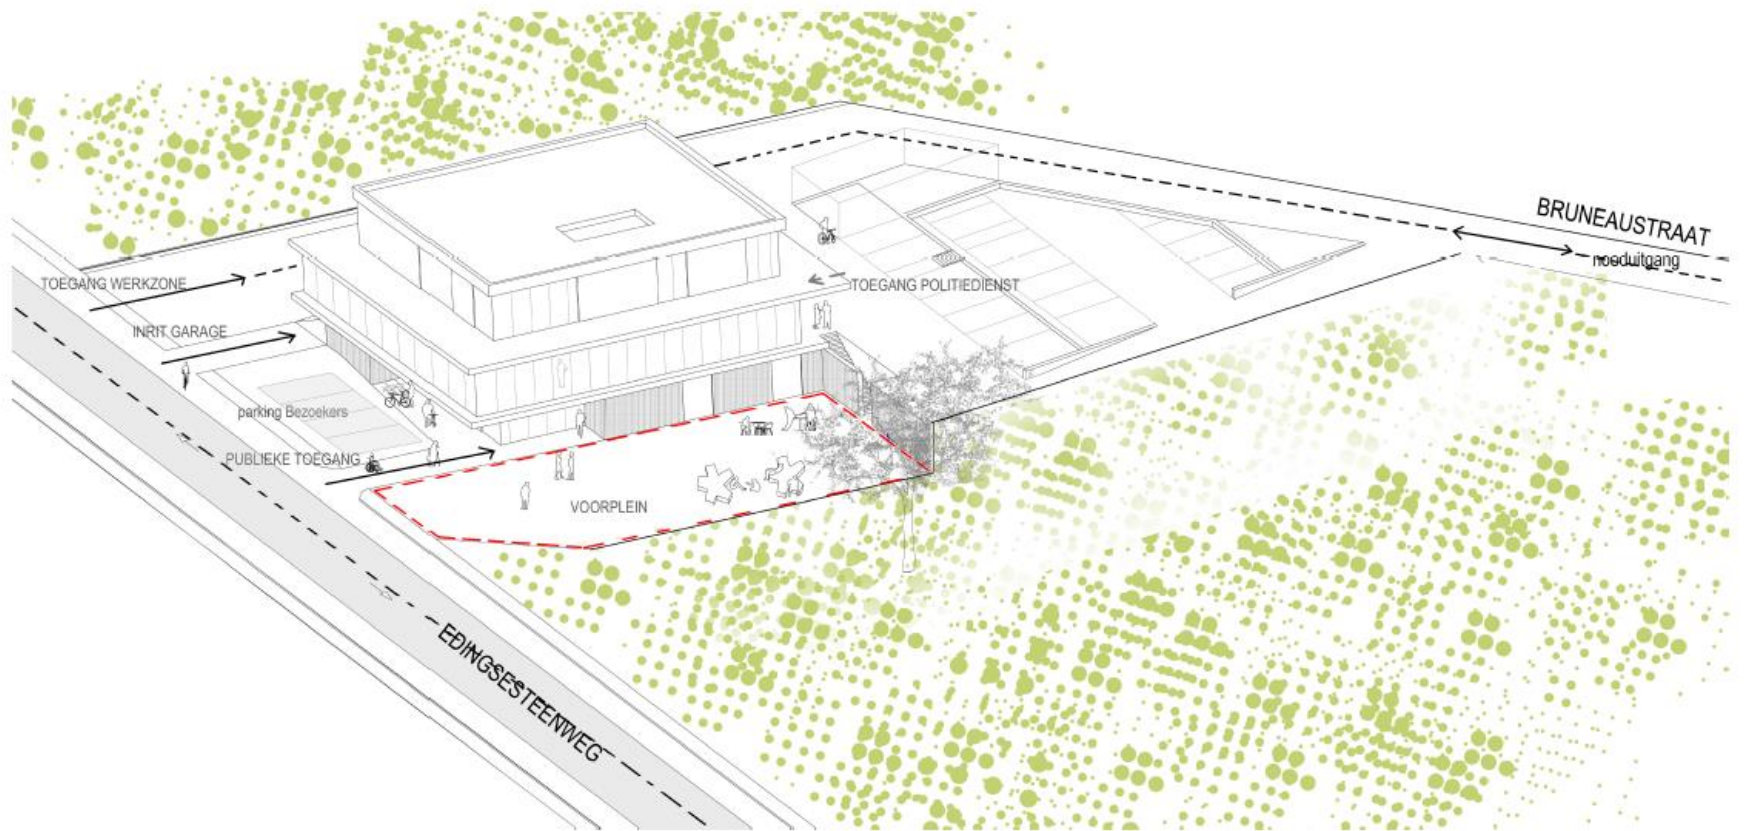 BRUNEAUSTRAAT
nooduitgang
TOEGANG WERKZONE
TOEGANG POLITIEDIENST
INRIT GARAGE
parking Bezoekers
PUBLIEKE TOEGANG
VOORPLEIN
EDINGSESTEENWEG